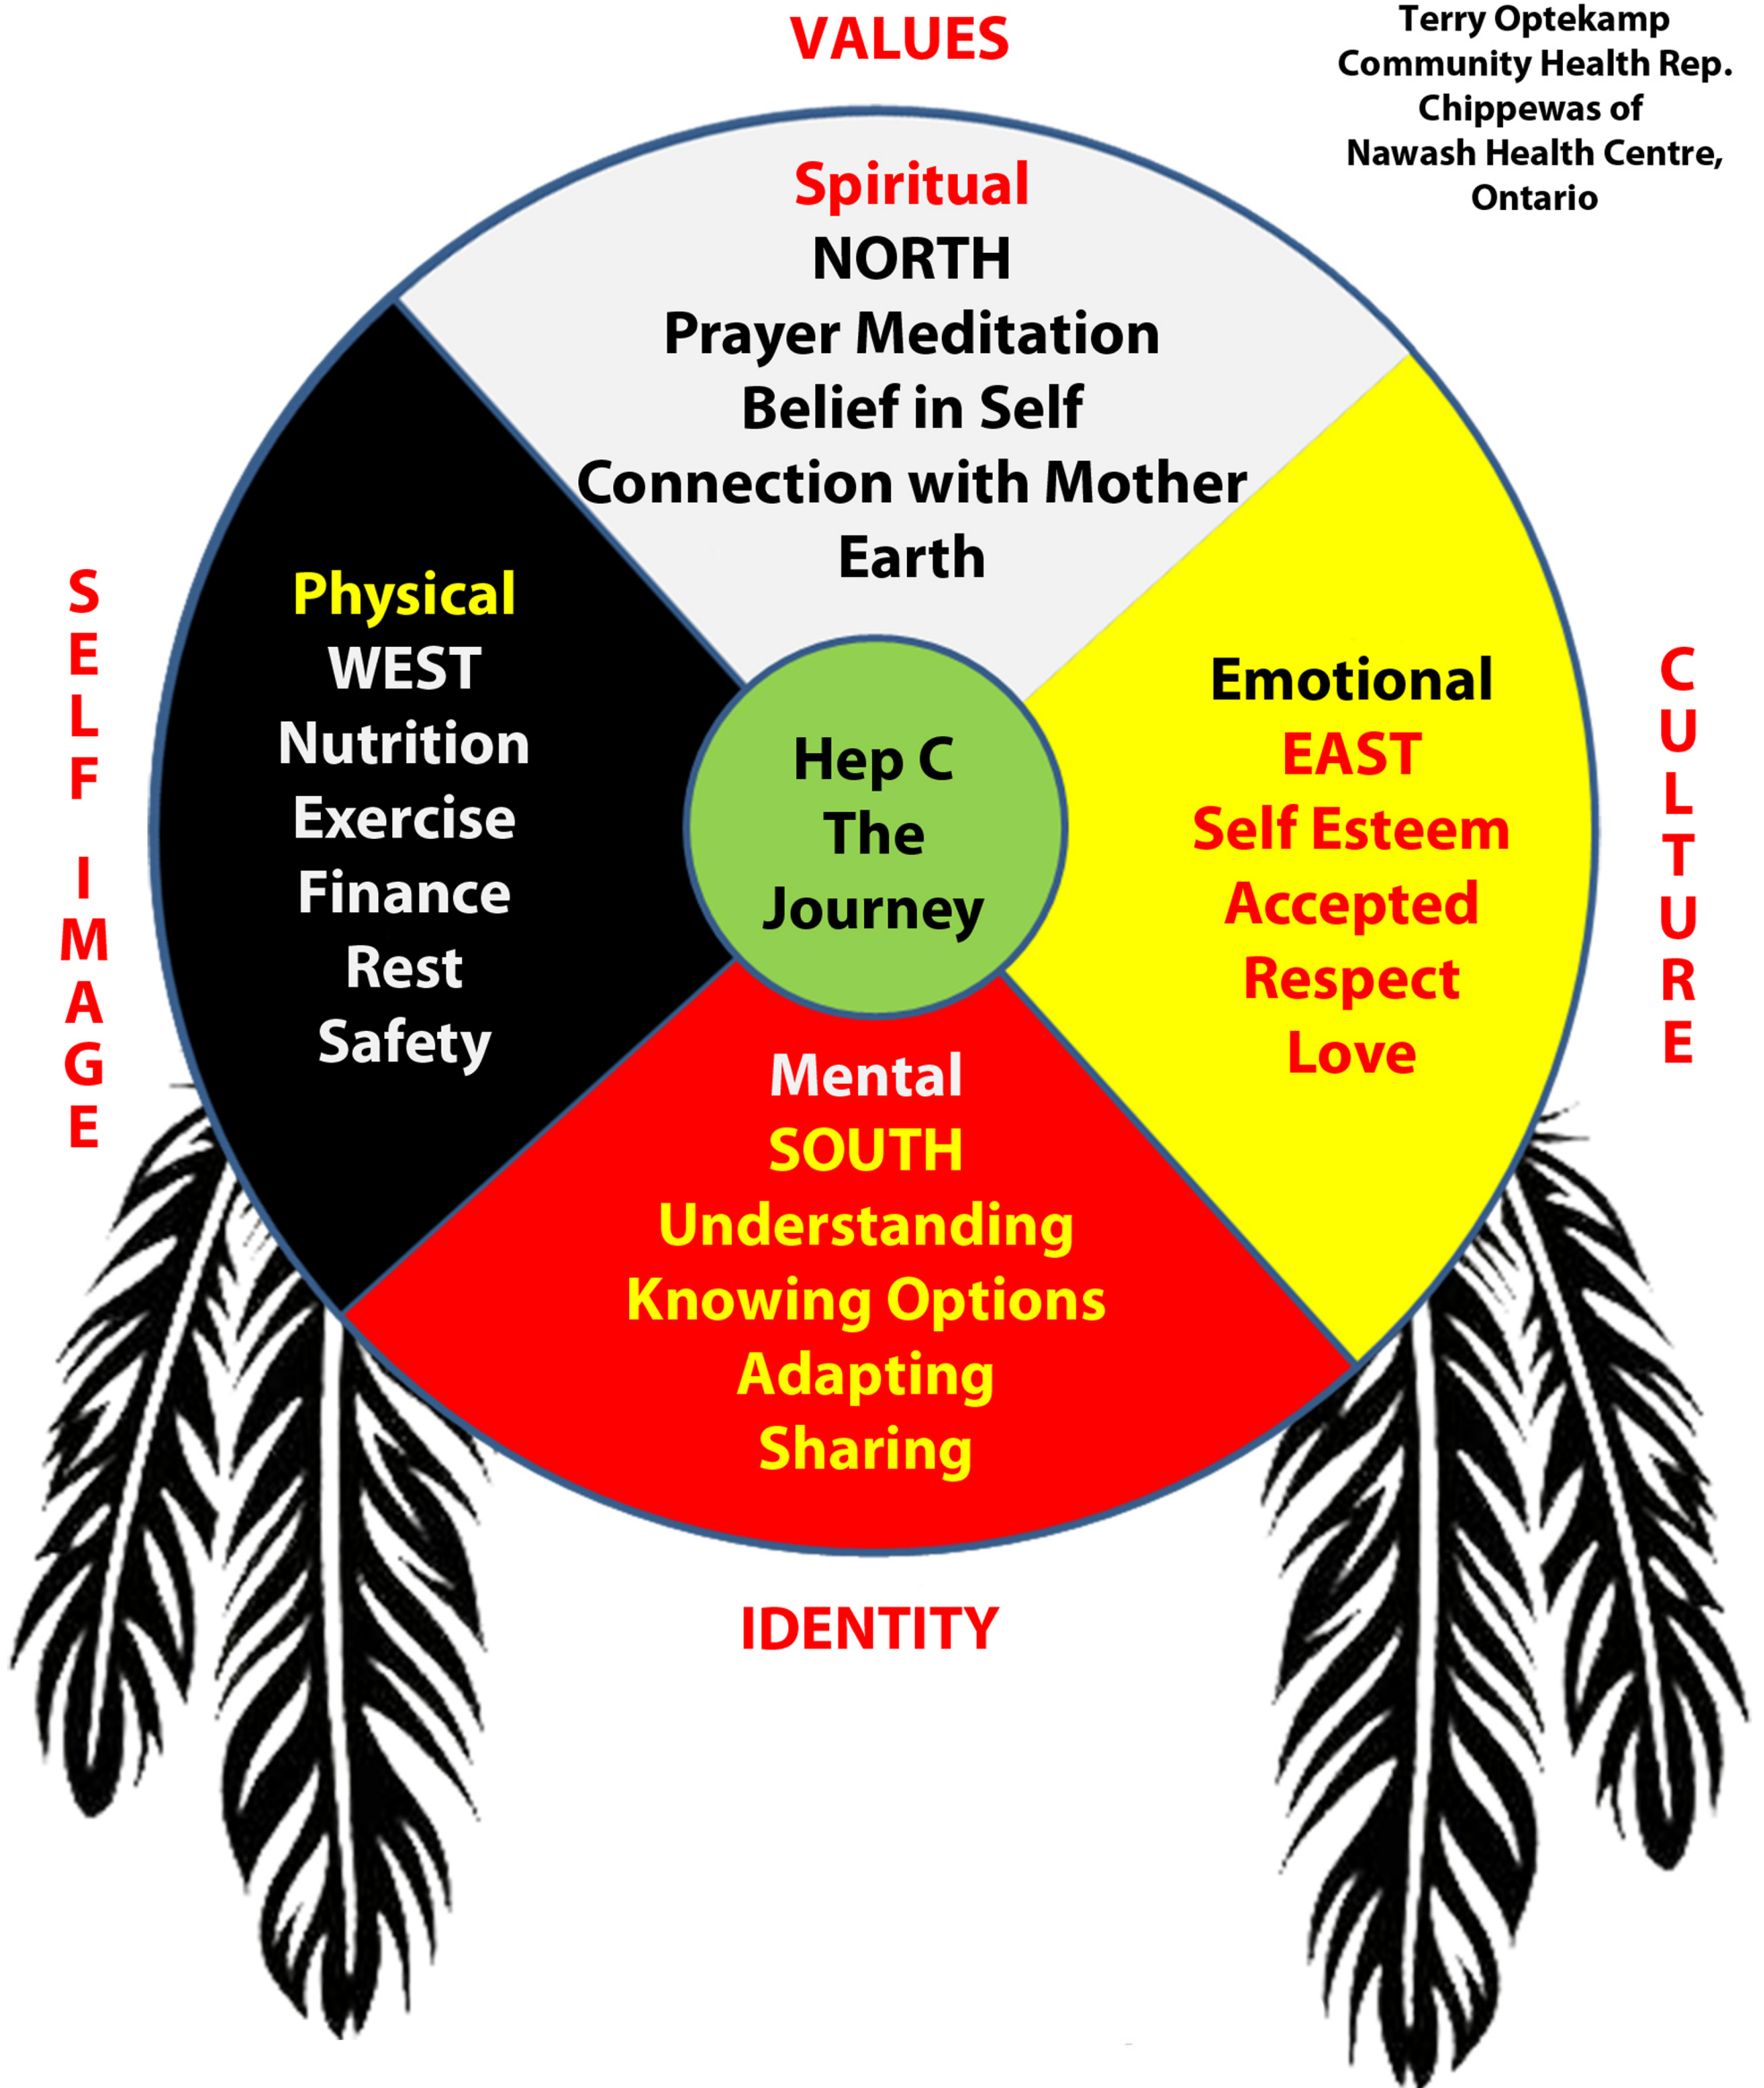 VALUES
Terry Optekamp
Community Health Rep.
Chippewas of
Nawash Health Centre,
Ontario
Spiritual
NORTH
Prayer Meditation
Belief in Self
Connection with Mother
Earth
SELF IMAGE
Physical
WEST
Nutrition
Exercise
Finance
Rest
Safety
Hep C
The
Journey
Emotional
EAST
Self Esteem
Accepted
Respect
Love
CULTURE
Mental
SOUTH
Understanding
Knowing Options
Adapting
Sharing
IDENTITY